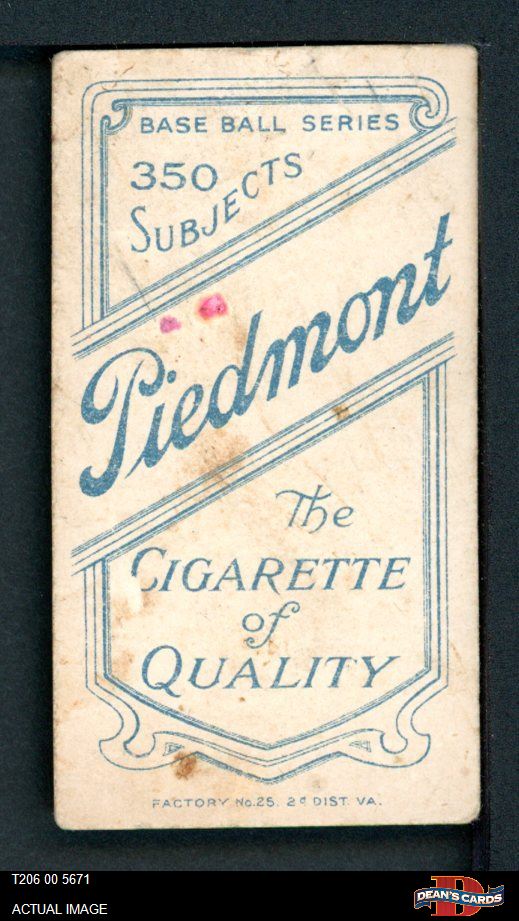 BASE BALL SERIES
350
SUBJECTS
Piedmont
The
CIGARETTE
of
QUALITY
FACTORY No. 25. 2d DIST. VA.
T206 00 5671
ACTUAL IMAGE
D
DEAN'S CARDS